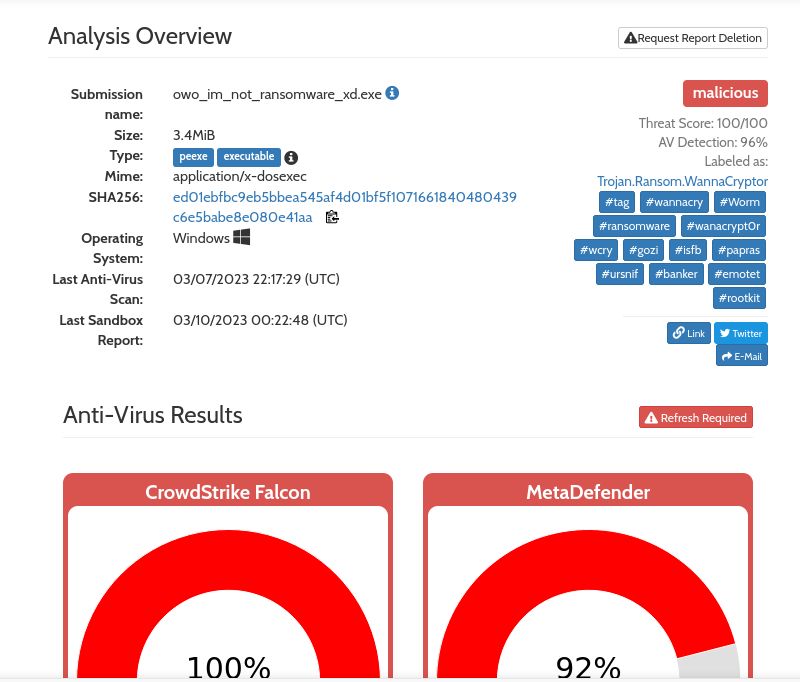 Analysis Overview
Request Report Deletion
Submission name:
owo_im_not_ransomware_xd.exe
Size:
3.4MiB
Type:
peexe executable
Mime:
application/x-dosexec
SHA256:
ed01ebfbc9eb5bbea545af4d01bf5f1071661840480439
c6e5babe8e080e41aa
Operating System:
Windows
Last Anti-Virus Scan:
03/07/2023 22:17:29 (UTC)
Last Sandbox Report:
03/10/2023 00:22:48 (UTC)
malicious
Threat Score: 100/100
AV Detection: 96%
Labeled as:
Trojan.Ransom.WannaCryptor
#tag #wannacry #Worm
#ransomware #wanacrypt0r
#wcry #gozi #isfb #papras
#ursnif #banker #emotet
#rootkit
Link Twitter
E-Mail
Anti-Virus Results
Refresh Required
CrowdStrike Falcon
100%
MetaDefender
92%